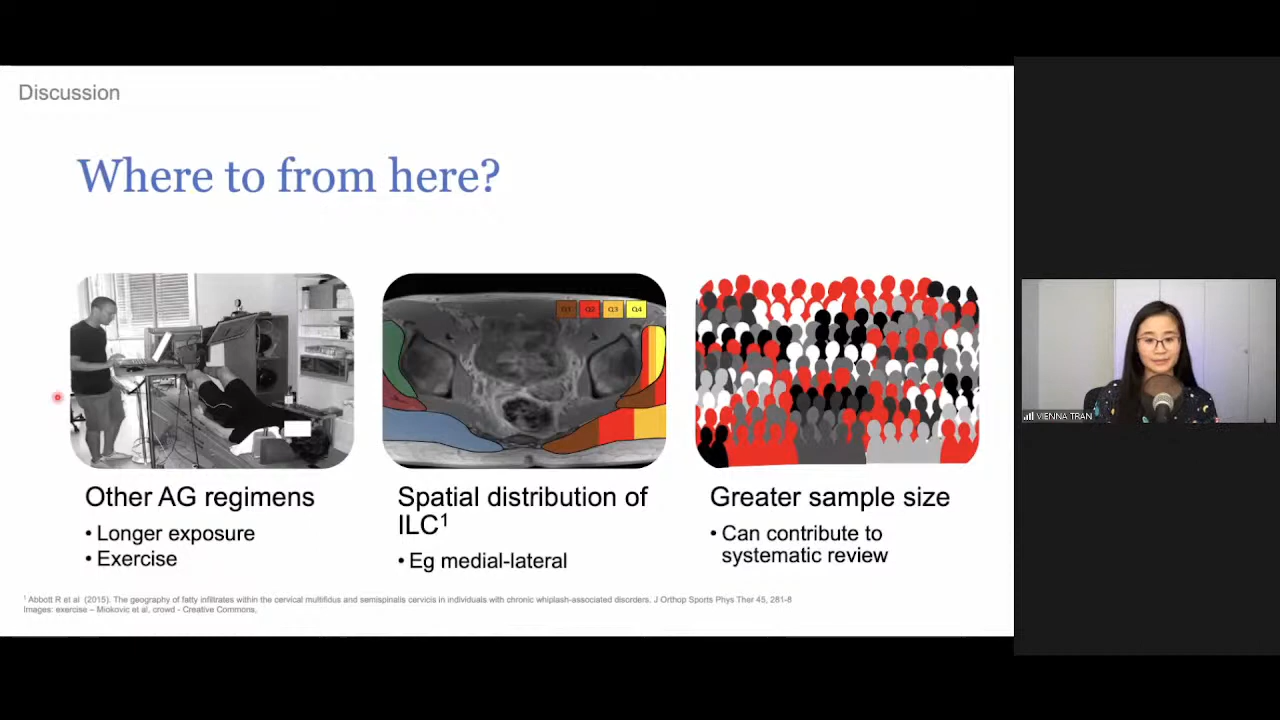 Discussion
Where to from here?
Q1 Q2 Q3 Q4
Other AG regimens
• Longer exposure
• Exercise
Spatial distribution of
ILC¹
• Eg medial-lateral
Greater sample size
• Can contribute to
systematic review
¹ Abbott R et al (2015). The geography of fatty infiltrates within the cervical multifidus and semispinalis cervicis in individuals with chronic whiplash-associated disorders. J Orthop Sports Phys Ther 45, 281-8
Images: exercise – Miokovic et al, crowd - Creative Commons,
VIENNA TRAN